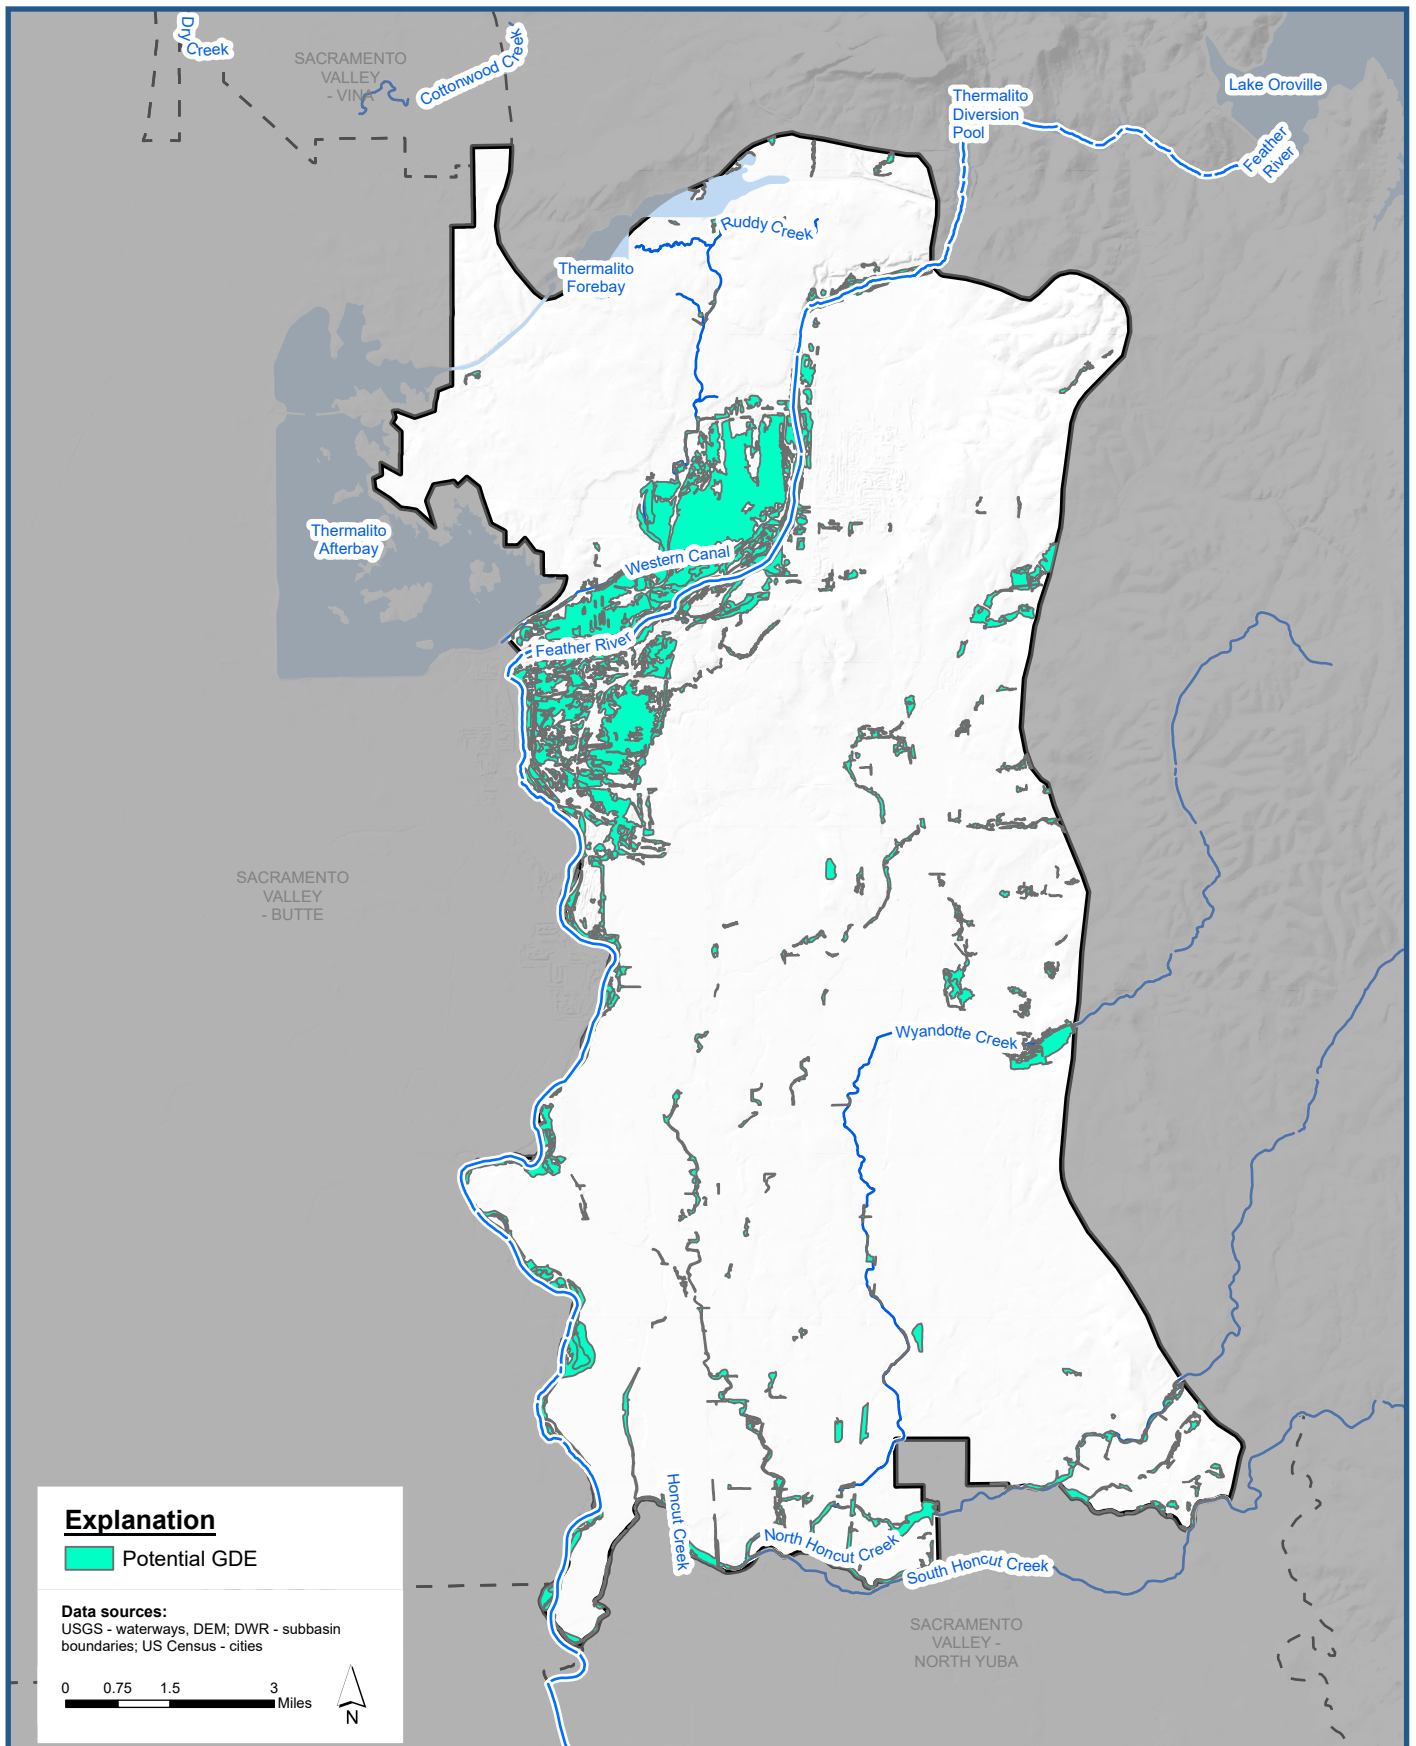 Dry
Creek
SACRAMENTO
VALLEY
- VINA
Cottonwood Creek
Thermalito
Diversion
Pool
Lake Oroville
Feather
River
Ruddy Creek
Thermalito
Forebay
Thermalito
Afterbay
Western Canal
Feather River
SACRAMENTO
VALLEY
- BUTTE
Wyandotte Creek
Honcut Creek
North Honcut Creek
South Honcut Creek
SACRAMENTO
VALLEY -
NORTH YUBA
Explanation
Potential GDE
Data sources:
USGS - waterways, DEM; DWR - subbasin
boundaries; US Census - cities
0 0.75 1.5 3
Miles
N